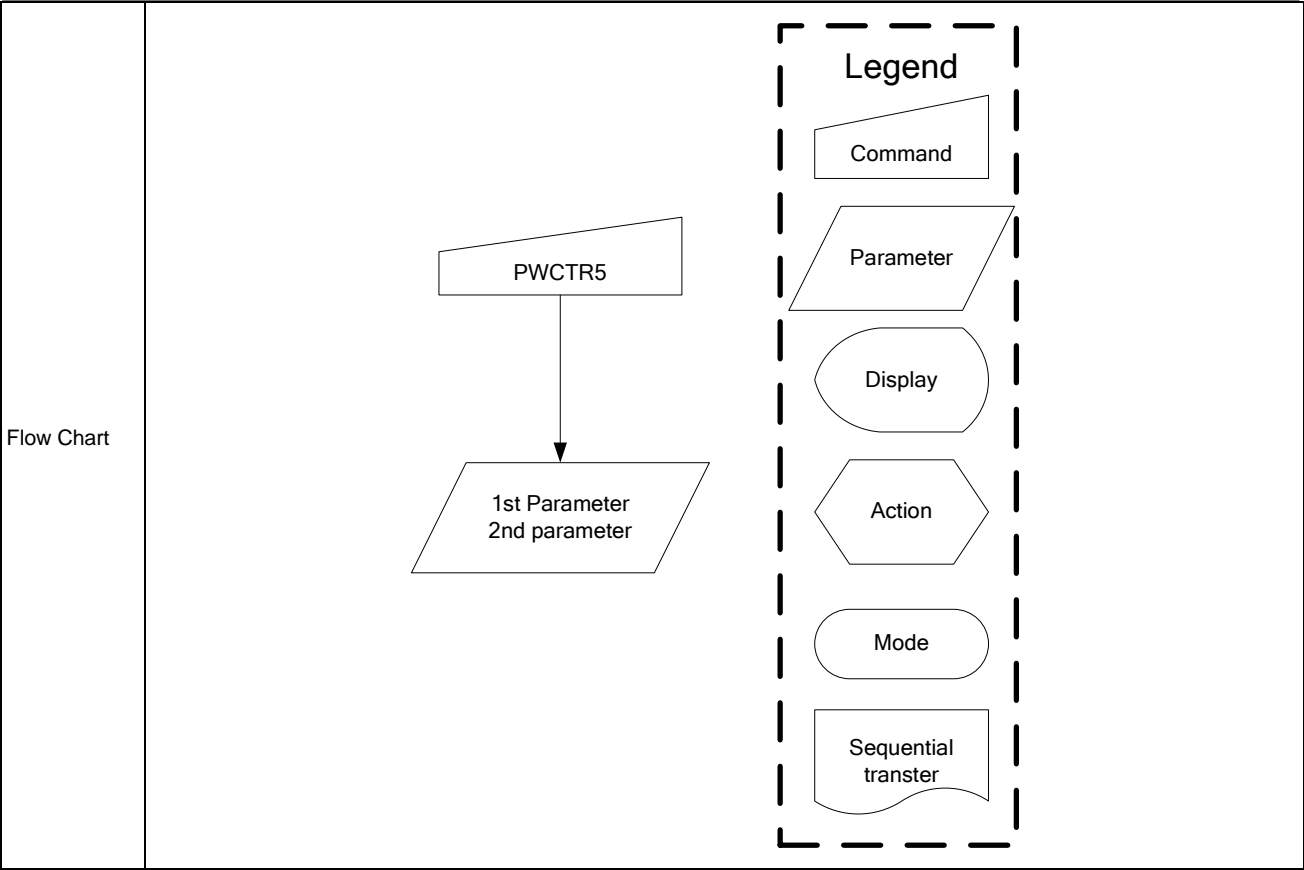 Flow Chart
PWCTR5
1st Parameter
2nd parameter
Legend
Command
Parameter
Display
Action
Mode
Sequential
transter